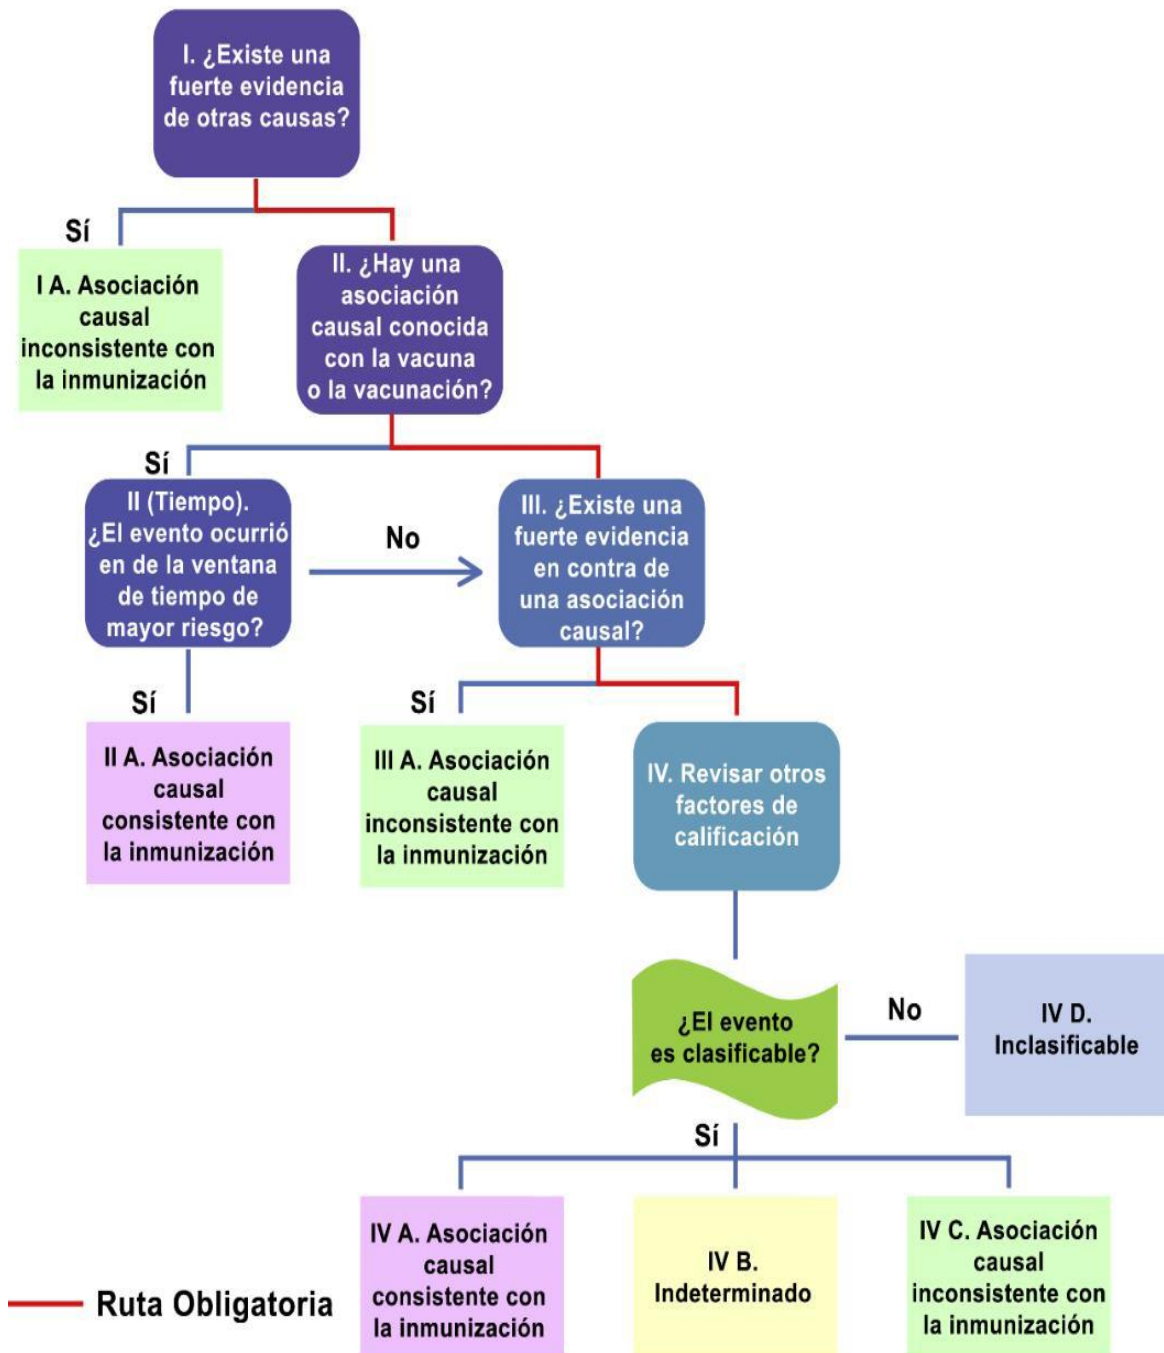 I. ¿Existe una
fuerte evidencia
de otras causas?
Sí
I A. Asociación
causal
inconsistente con
la inmunización
II. ¿Hay una
asociación
causal conocida
con la vacuna
o la vacunación?
Sí
II (Tiempo).
¿El evento ocurrió
en de la ventana
de tiempo de
mayor riesgo?
No
III. ¿Existe una
fuerte evidencia
en contra de
una asociación
causal?
Sí
II A. Asociación
causal
consistente con
la inmunización
Sí
III A. Asociación
causal
inconsistente con
la inmunización
IV. Revisar otros
factores de
calificación
¿El evento
es clasificable?
No
IV D.
Inclasificable
Sí
IV A. Asociación
causal
consistente con
la inmunización
IV B.
Indeterminado
IV C. Asociación
causal
inconsistente con
la inmunización
Ruta Obligatoria